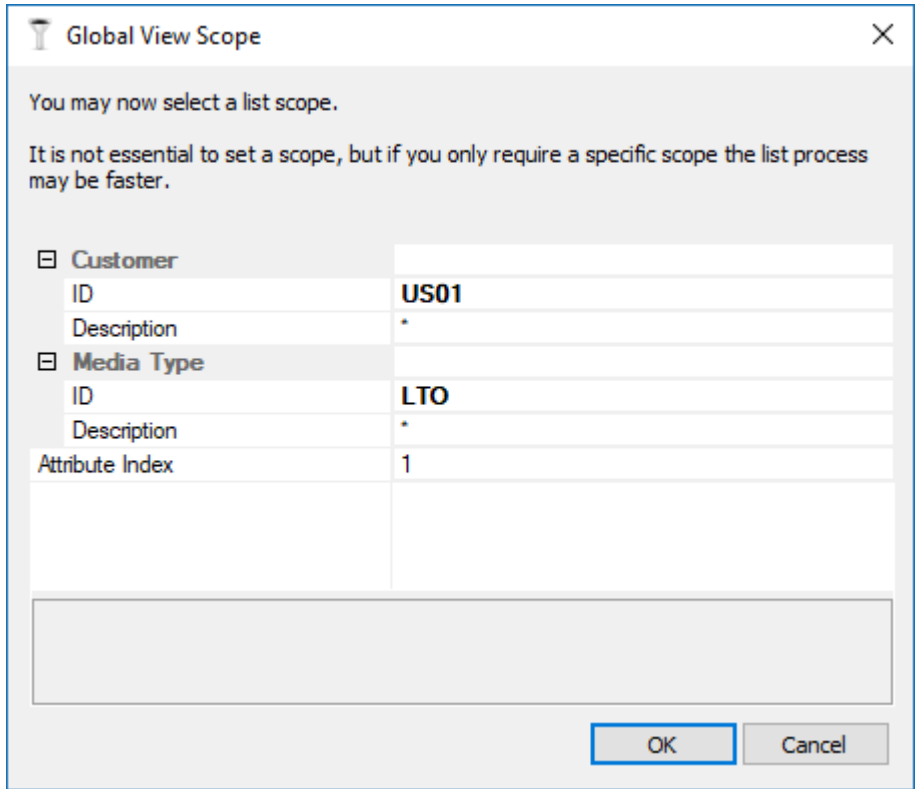 Global View Scope
You may now select a list scope.
It is not essential to set a scope, but if you only require a specific scope the list process
may be faster.
Customer
ID US01
Description *
Media Type
ID LTO
Description *
Attribute Index 1
OK Cancel